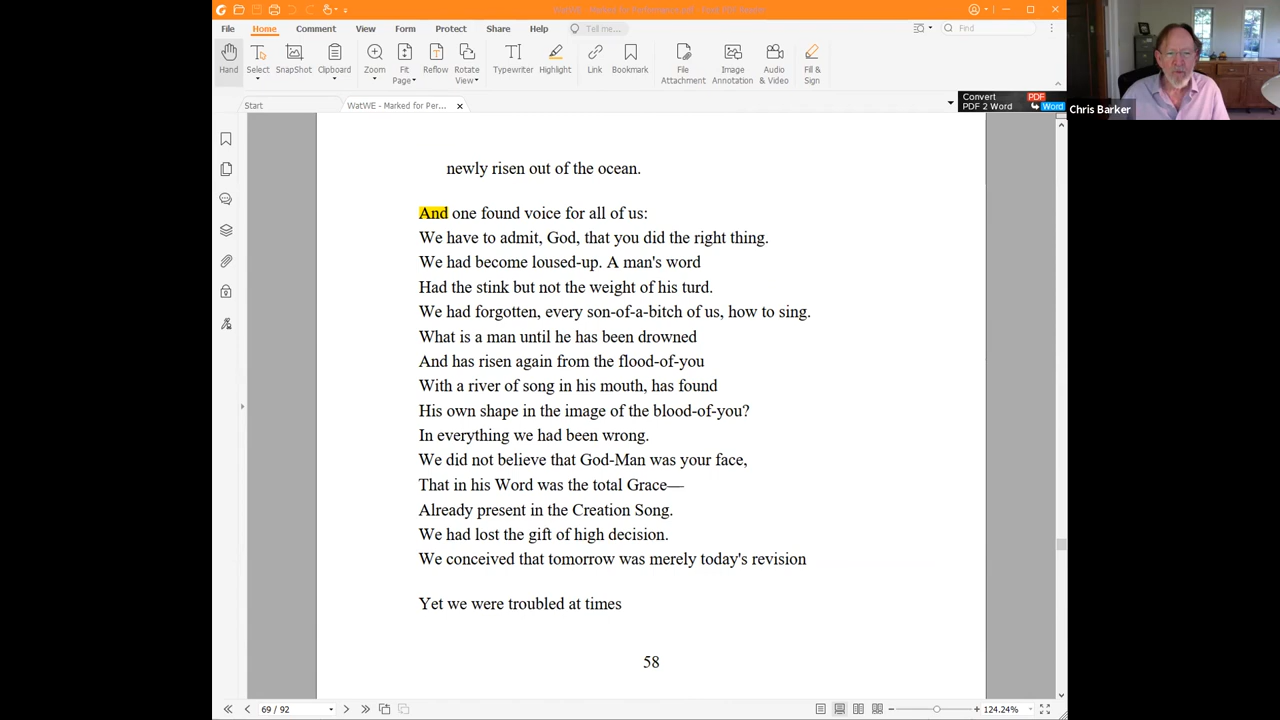 File
Home
Comment
View
Form
Protect
Share
Help
Tell me...
Find
Hand
Select
SnapShot
Clipboard
Zoom
Fit Page
Reflow
Rotate View
Typewriter
Highlight
Link
Bookmark
File Attachment
Image Annotation
Audio & Video
Fill & Sign
Start
WatWE - Marked for Per...
Convert PDF
PDF 2 Word Word
Chris Barker
newly risen out of the ocean.
And one found voice for all of us:
We have to admit, God, that you did the right thing.
We had become loused-up. A man's word
Had the stink but not the weight of his turd.
We had forgotten, every son-of-a-bitch of us, how to sing.
What is a man until he has been drowned
And has risen again from the flood-of-you
With a river of song in his mouth, has found
His own shape in the image of the blood-of-you?
In everything we had been wrong.
We did not believe that God-Man was your face,
That in his Word was the total Grace—
Already present in the Creation Song.
We had lost the gift of high decision.
We conceived that tomorrow was merely today's revision
Yet we were troubled at times
58
69 / 92
124.24%